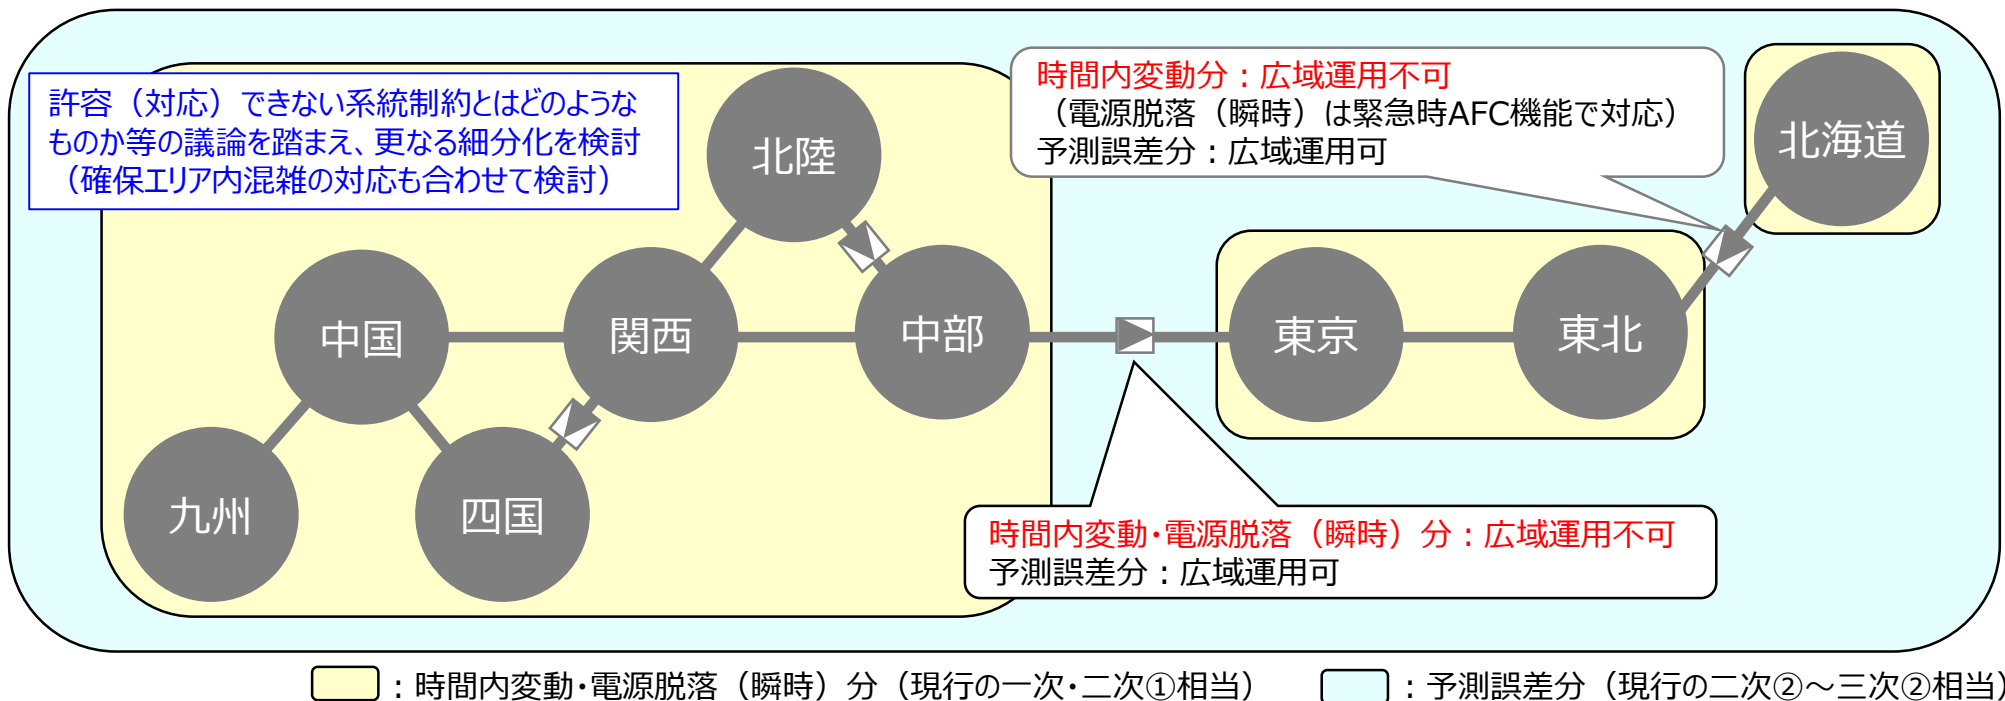 許容（対応）できない系統制約とはどのような
ものか等の議論を踏まえ、更なる細分化を検討
（確保エリア内混雑の対応も合わせて検討）
時間内変動分：広域運用不可
（電源脱落（瞬時）は緊急時AFC機能で対応）
予測誤差分：広域運用可
北海道
北陸
中国
関西
中部
東京
東北
九州
四国
時間内変動・電源脱落（瞬時）分：広域運用不可
予測誤差分：広域運用可
：時間内変動・電源脱落（瞬時）分（現行の一次・二次①相当）
：予測誤差分（現行の二次②～三次②相当）